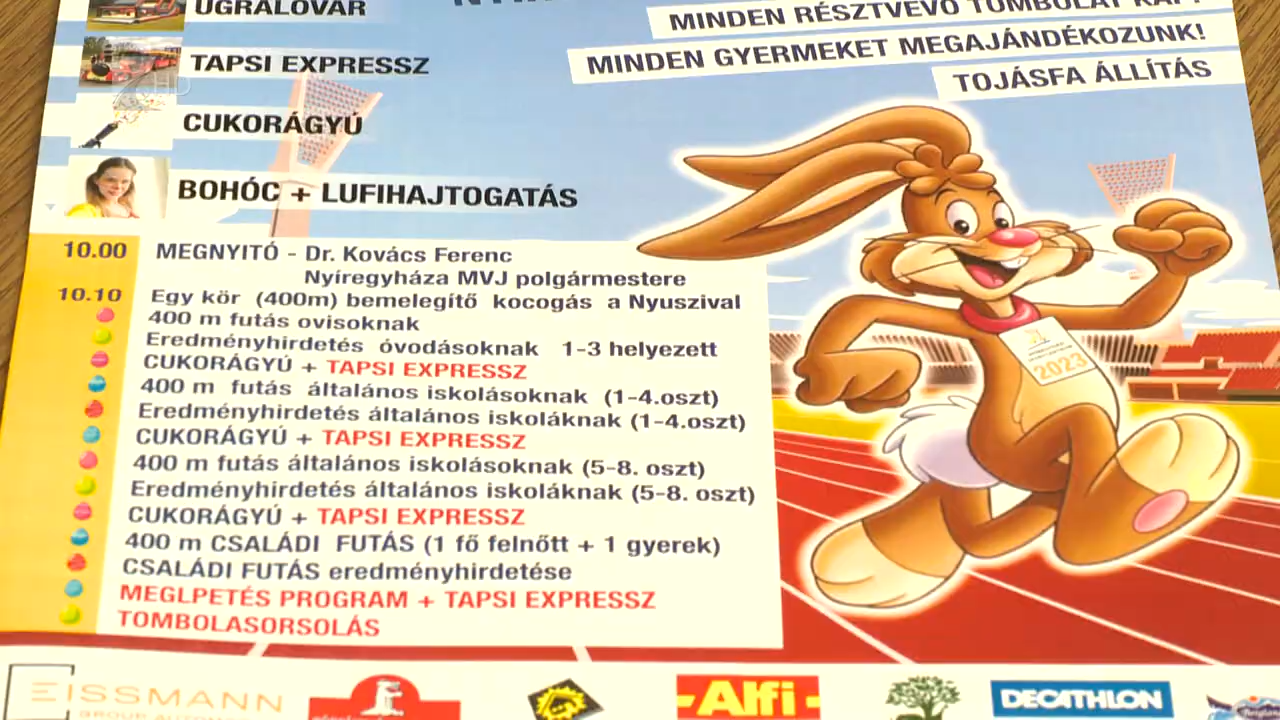 UGRÁLÓVÁR
MINDEN RÉSZTVEVŐ TOMBOLÁT KAP!
TAPSI EXPRESSZ
MINDEN GYERMEKET MEGAJÁNDÉKOZUNK!
TOJÁSFA ÁLLÍTÁS
HD
CUKORÁGYÚ
BOHÓC + LUFIHAJTOGATÁS
10.00 MEGNYITÓ - Dr. Kovács Ferenc
Nyíregyháza MVJ polgármestere
10.10 Egy kör (400m) bemelegítő kocogás a Nyuszival
400 m futás ovisoknak
Eredményhirdetés óvodásoknak 1-3 helyezett
CUKORÁGYÚ + TAPSI EXPRESSZ
400 m futás általános iskolásoknak (1-4.oszt)
Eredményhirdetés általános iskoláknak (1-4.oszt)
CUKORÁGYÚ + TAPSI EXPRESSZ
400 m futás általános iskolásoknak (5-8. oszt)
Eredményhirdetés általános iskoláknak (5-8. oszt)
CUKORÁGYÚ + TAPSI EXPRESSZ
400 m CSALÁDI FUTÁS (1 fő felnőtt + 1 gyerek)
CSALÁDI FUTÁS eredményhirdetése
MEGLPETÉS PROGRAM + TAPSI EXPRESSZ
TOMBOLASORSOLÁS
2023
EISSMANN
GROUP AUTOMOTIVE
Alfi
DECATHLON